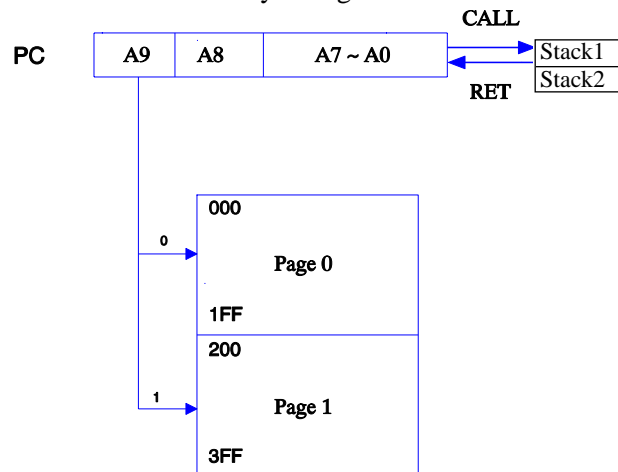 CALL
PC A9 A8 A7 ~ A0 Stack1
RET Stack2
000
0
Page 0
1FF
200
1
Page 1
3FF